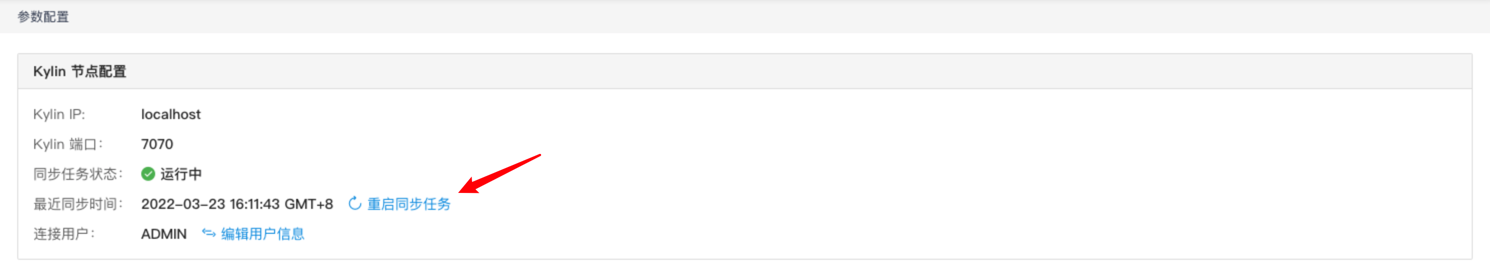 参数配置
Kylin 节点配置
Kylin IP: localhost
Kylin 端口: 7070
同步任务状态: 运行中
最近同步时间: 2022-03-23 16:11:43 GMT+8 重启同步任务
连接用户: ADMIN 编辑用户信息